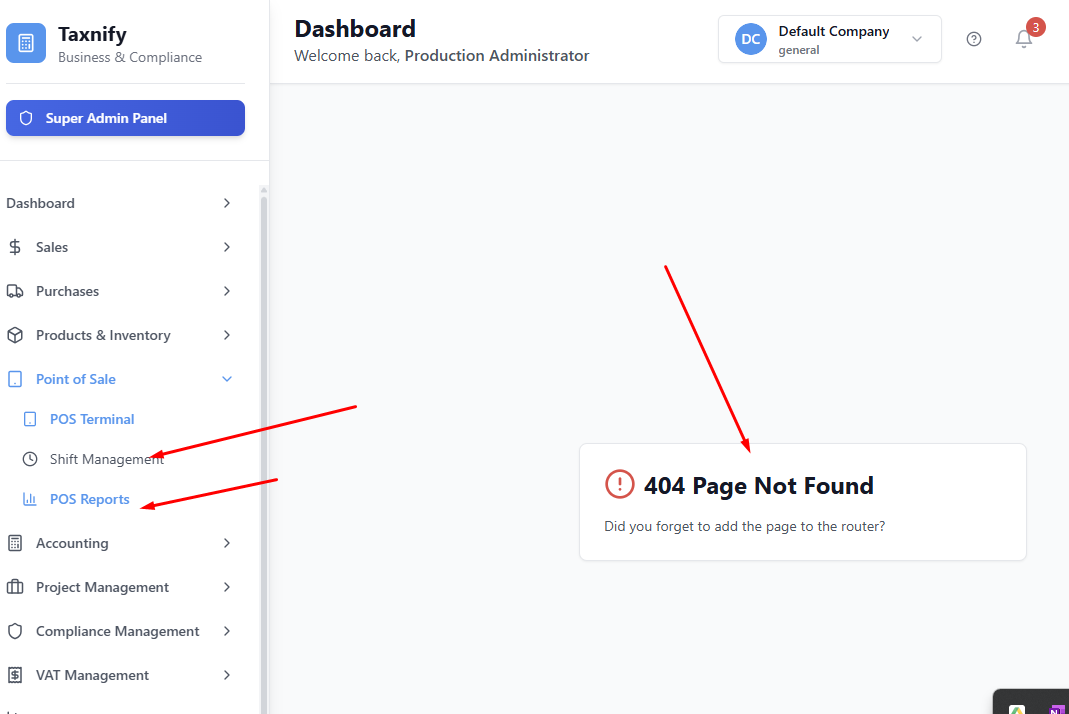 Taxnify
Business & Compliance
Super Admin Panel
Dashboard
Sales
Purchases
Products & Inventory
Point of Sale
POS Terminal
Shift Management
POS Reports
Accounting
Project Management
Compliance Management
VAT Management
Dashboard
Welcome back, Production Administrator
DC
Default Company
general
3
404 Page Not Found
Did you forget to add the page to the router?
N